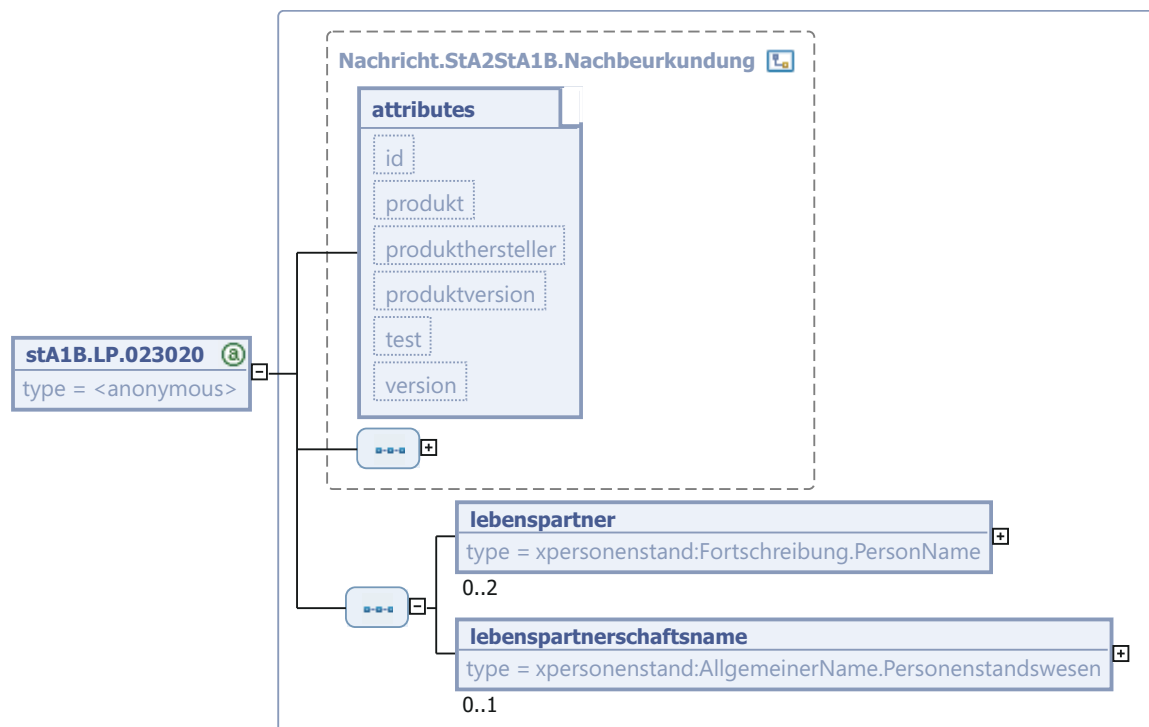 Nachricht.StA2StA1B.Nachbeurkundung
attributes
id
produkt
produkthersteller
produktversion
test
version
stA1B.LP.023020 a
type = <anonymous>
lebenspartner
type = xpersonenstand:Fortschreibung.PersonName
0..2
lebenspartnerschaftsname
type = xpersonenstand:AllgemeinerName.Personenstandswesen
0..1